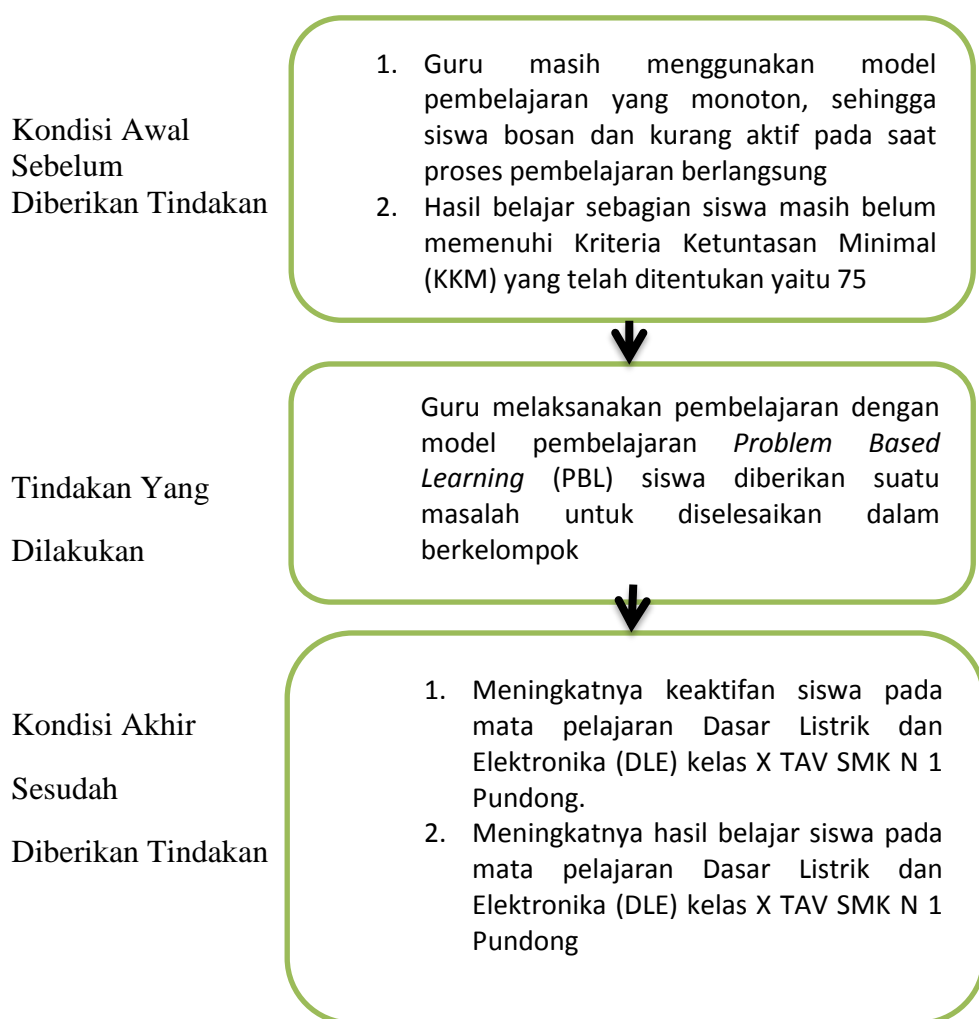 Kondisi Awal
Sebelum
Diberikan Tindakan
1. Guru masih menggunakan model
pembelajaran yang monoton, sehingga
siswa bosan dan kurang aktif pada saat
proses pembelajaran berlangsung
2. Hasil belajar sebagian siswa masih belum
memenuhi Kriteria Ketuntasan Minimal
(KKM) yang telah ditentukan yaitu 75
Tindakan Yang
Dilakukan
Guru melaksanakan pembelajaran dengan
model pembelajaran Problem Based
Learning (PBL) siswa diberikan suatu
masalah untuk diselesaikan dalam
berkelompok
Kondisi Akhir
Sesudah
Diberikan Tindakan
1. Meningkatnya keaktifan siswa pada
mata pelajaran Dasar Listrik dan
Elektronika (DLE) kelas X TAV SMK N 1
Pundong.
2. Meningkatnya hasil belajar siswa pada
mata pelajaran Dasar Listrik dan
Elektronika (DLE) kelas X TAV SMK N 1
Pundong